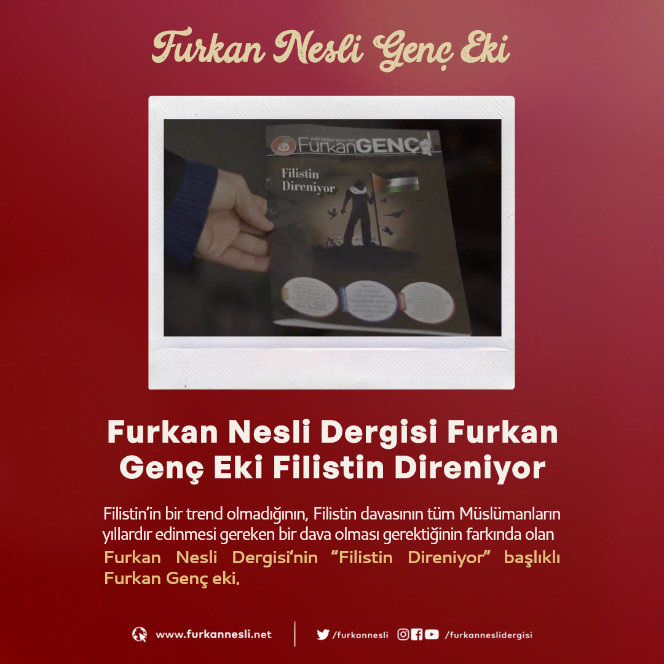 Furkan Nesli Genç Eki
FurkanGENÇ
Filistin
Direniyor
Furkan Nesli Dergisi Furkan
Genç Eki Filistin Direniyor
Filistin’in bir trend olmadığının, Filistin davasının tüm Müslümanların
yıllardır edinmesi gereken bir dava olması gerektiğinin farkında olan
Furkan Nesli Dergisi’nin “Filistin Direniyor” başlıklı
Furkan Genç eki.
www.furkannesli.net
/furkannesli
/furkanneslidergisi